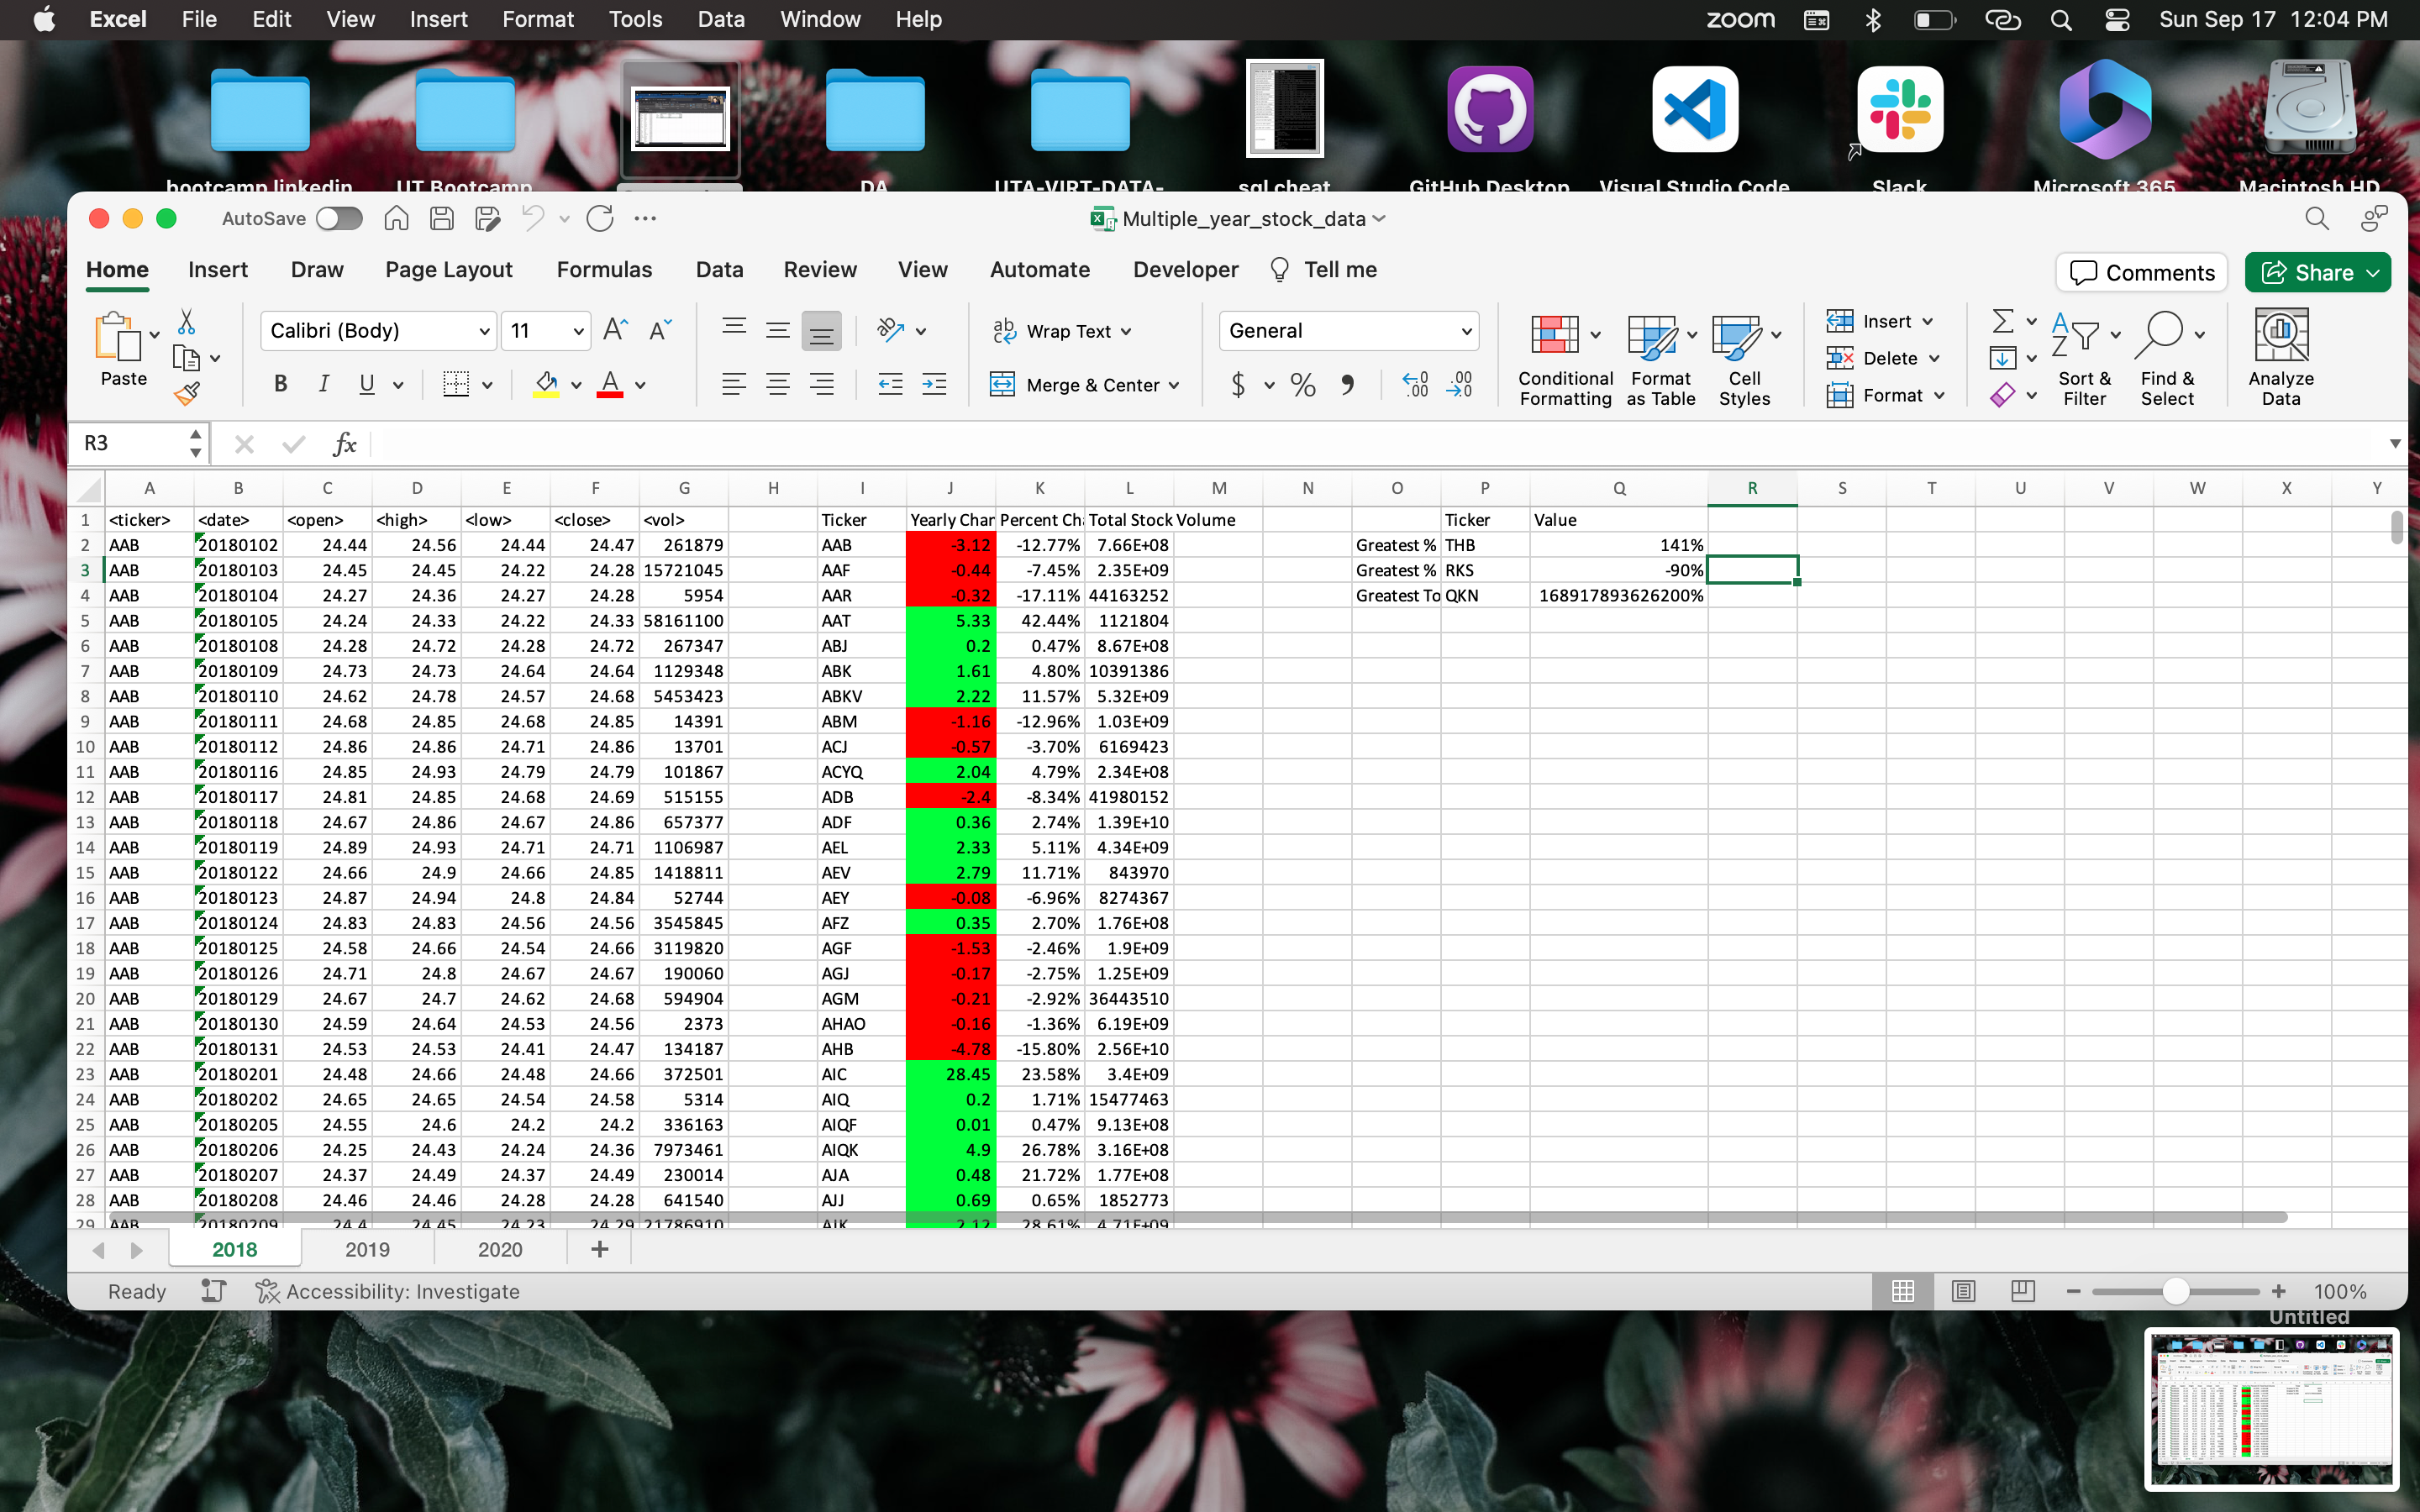 Excel File Edit View Insert Format Tools Data Window Help zoom Sun Sep 17 12:04 PM
bootcamp linkedin UT Bootcamp DA UTA-VIRT-DATA- sql cheat GitHub Desktop Visual Studio Code Slack Microsoft 365 Macintosh HD
AutoSave Multiple_year_stock_data
Home Insert Draw Page Layout Formulas Data Review View Automate Developer Tell me Comments Share
Paste Calibri (Body) 11 Wrap Text General Insert
B I U Merge & Center $ % Conditional Formatting Format as Table Cell Styles Delete Format Sort & Filter Find & Select Analyze Data
R3 fx
A B C D E F G H I J K L M N O P Q R S T U V W X Y
1 <ticker> <date> <open> <high> <low> <close> <vol> Ticker Yearly Char Percent Cha Total Stock Volume Ticker Value
2 AAB 20180102 24.44 24.56 24.44 24.47 261879 AAB -3.12 -12.77% 7.66E+08 Greatest % THB 141%
3 AAB 20180103 24.45 24.45 24.22 24.28 15721045 AAF -0.44 -7.45% 2.35E+09 Greatest % RKS -90%
4 AAB 20180104 24.27 24.36 24.27 24.28 5954 AAR -0.32 -17.11% 44163252 Greatest To QKN 168917893626200%
5 AAB 20180105 24.24 24.33 24.22 24.33 58161100 AAT 5.33 42.44% 1121804
6 AAB 20180108 24.28 24.72 24.28 24.72 267347 ABJ 0.2 0.47% 8.67E+08
7 AAB 20180109 24.73 24.73 24.64 24.64 1129348 ABK 1.61 4.80% 10391386
8 AAB 20180110 24.62 24.78 24.57 24.68 5453423 ABKV 2.22 11.57% 5.32E+09
9 AAB 20180111 24.68 24.85 24.68 24.85 14391 ABM -1.16 -12.96% 1.03E+09
10 AAB 20180112 24.86 24.86 24.71 24.86 13701 ACJ -0.57 -3.70% 6169423
11 AAB 20180116 24.85 24.93 24.79 24.79 101867 ACYQ 2.04 4.79% 2.34E+08
12 AAB 20180117 24.81 24.85 24.68 24.69 515155 ADB -2.4 -8.34% 41980152
13 AAB 20180118 24.67 24.86 24.67 24.86 657377 ADF 0.36 2.74% 1.39E+10
14 AAB 20180119 24.89 24.93 24.71 24.71 1106987 AEL 2.33 5.11% 4.34E+09
15 AAB 20180122 24.66 24.9 24.66 24.85 1418811 AEV 2.79 11.71% 843970
16 AAB 20180123 24.87 24.94 24.8 24.84 52744 AEY -0.08 -6.96% 8274367
17 AAB 20180124 24.83 24.83 24.56 24.56 3545845 AFZ 0.35 2.70% 1.76E+08
18 AAB 20180125 24.58 24.66 24.54 24.66 3119820 AGF -1.53 -2.46% 1.9E+09
19 AAB 20180126 24.71 24.8 24.67 24.67 190060 AGJ -0.17 -2.75% 1.25E+09
20 AAB 20180129 24.67 24.7 24.62 24.68 594904 AGM -0.21 -2.92% 36443510
21 AAB 20180130 24.59 24.64 24.53 24.56 2373 AHAO -0.16 -1.36% 6.19E+09
22 AAB 20180131 24.53 24.53 24.41 24.47 134187 AHB -4.78 -15.80% 2.56E+10
23 AAB 20180201 24.48 24.66 24.48 24.66 372501 AIC 28.45 23.58% 3.4E+09
24 AAB 20180202 24.65 24.65 24.54 24.58 5314 AIQ 0.2 1.71% 15477463
25 AAB 20180205 24.55 24.6 24.2 24.2 336163 AIQF 0.01 0.47% 9.13E+08
26 AAB 20180206 24.25 24.43 24.24 24.36 7973461 AIQK 4.9 26.78% 3.16E+08
27 AAB 20180207 24.37 24.49 24.37 24.49 230014 AJA 0.48 21.72% 1.77E+08
28 AAB 20180208 24.46 24.46 24.28 24.28 641540 AJJ 0.69 0.65% 1852773
29 AAB 20180209 24.4 24.45 24.23 24.29 21786910 AJK 2.12 28.61% 4.71E+09
2018 2019 2020
Ready Accessibility: Investigate 100%
Untitled